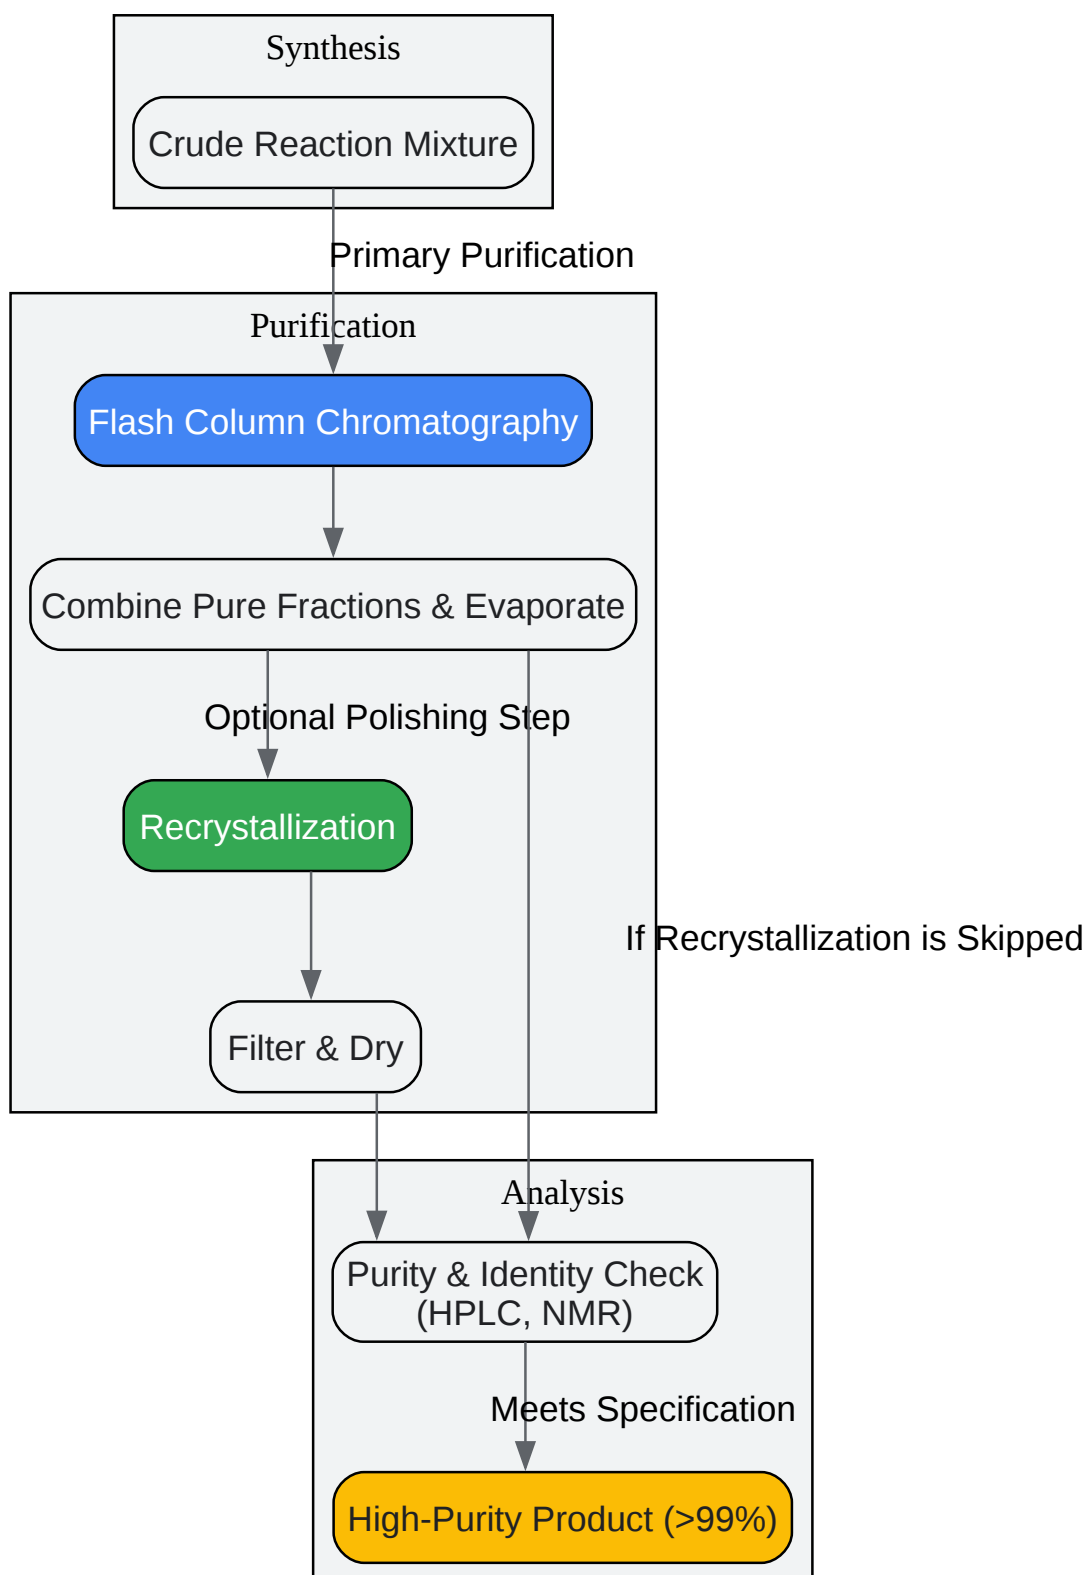 Synthesis
Crude Reaction Mixture
Primary Purification
Purification
Flash Column Chromatography
Combine Pure Fractions & Evaporate
Optional Polishing Step
Recrystallization
If Recrystallization is Skipped
Filter & Dry
Analysis
Purity & Identity Check
(HPLC, NMR)
Meets Specification
High-Purity Product (>99%)